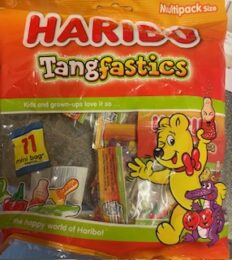 Multipack Size
HARIBO
Tangfastics
Kids and grown-ups love it so ...
11
mini bags
the happy world of Haribo!